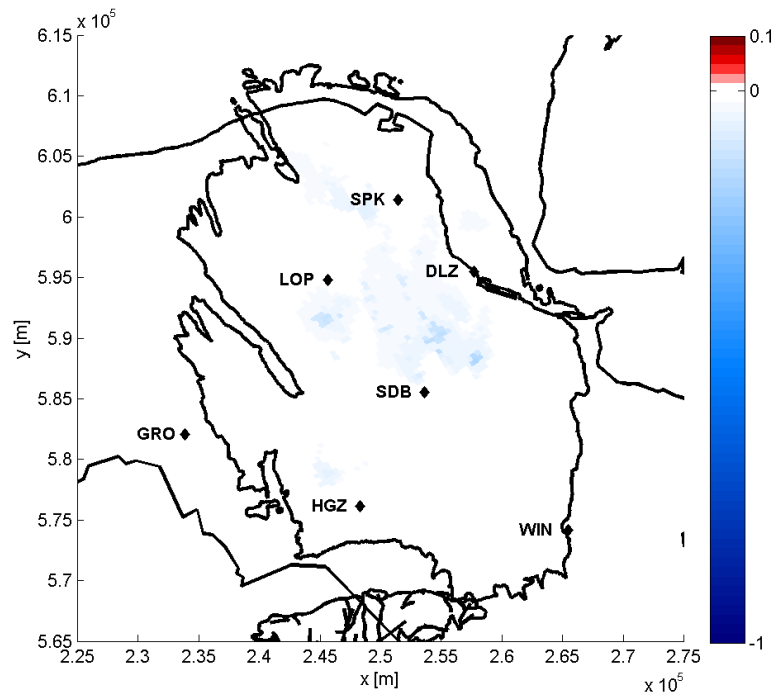 x 10^5
6.15
6.1
6.05
6
5.95
5.9
5.85
5.8
5.75
5.7
5.65
y [m]
SPK
LOP
DLZ
SDB
GRO
HGZ
WIN
2.25
2.3
2.35
2.4
2.45
2.5
2.55
2.6
2.65
2.7
2.75
x [m]
x 10^5
0.1
0
-1